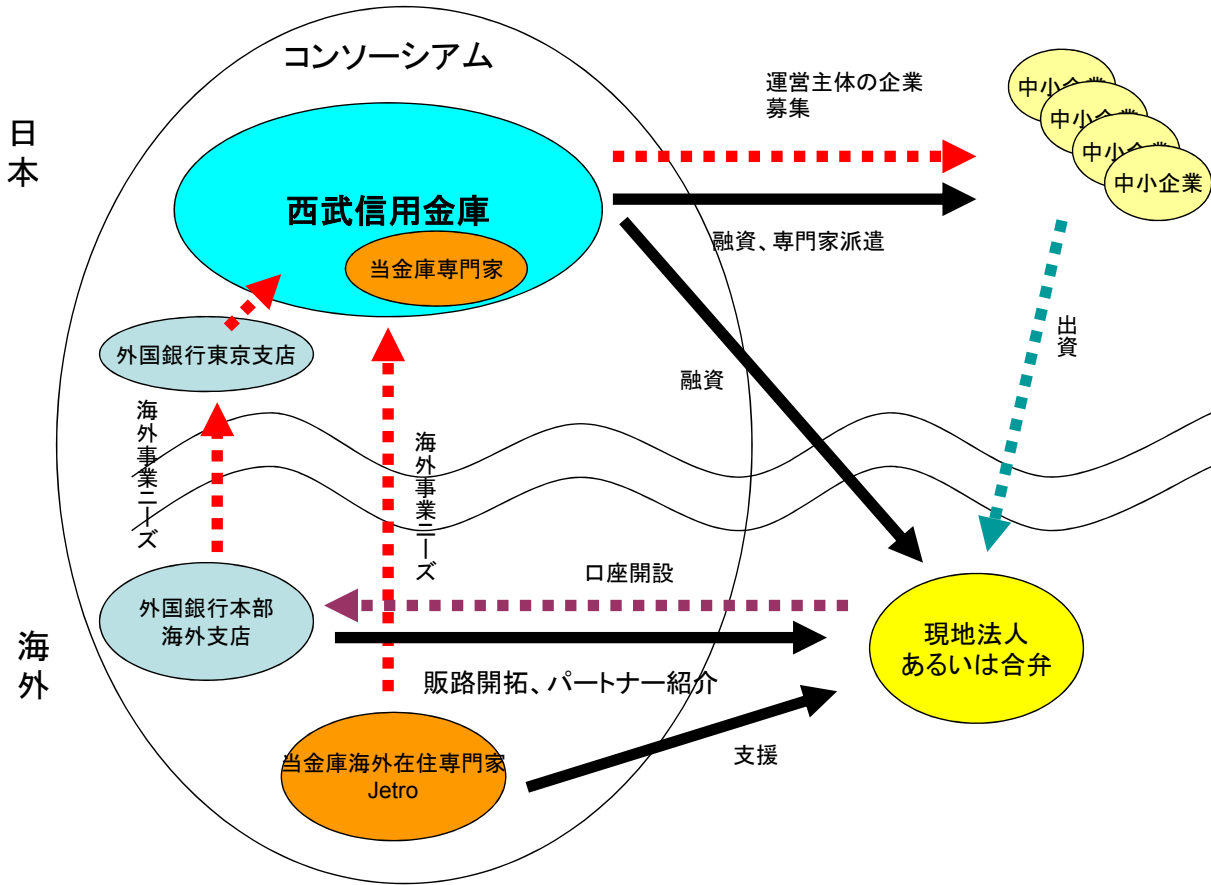 コンソーシアム
日本
運営主体の企業
募集
中小企業
中小企業
中小企業
中小企業
西武信用金庫
当金庫専門家
融資、専門家派遣
外国銀行東京支店
出資
融資
海外事業ニーズ
海外事業ニーズ
口座開設
外国銀行本部
海外支店
現地法人
あるいは合弁
海外
販路開拓、パートナー紹介
支援
当金庫海外在住専門家
Jetro